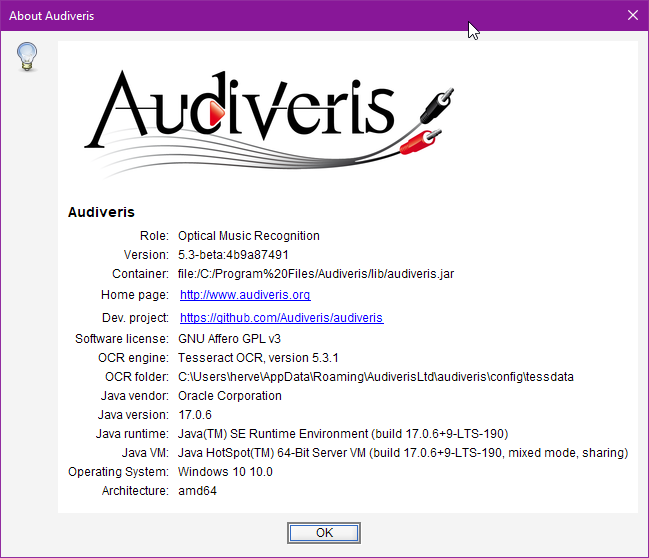 About Audiveris
Audiveris
Audiveris
Role: Optical Music Recognition
Version: 5.3-beta:4b9a87491
Container: file:/C:/Program%20Files/Audiveris/lib/audiveris.jar
Home page: http://www.audiveris.org
Dev. project: https://github.com/Audiveris/audiveris
Software license: GNU Affero GPL v3
OCR engine: Tesseract OCR, version 5.3.1
OCR folder: C:\Users\herve\AppData\Roaming\AudiverisLtd\audiveris\config\tessdata
Java vendor: Oracle Corporation
Java version: 17.0.6
Java runtime: Java(TM) SE Runtime Environment (build 17.0.6+9-LTS-190)
Java VM: Java HotSpot(TM) 64-Bit Server VM (build 17.0.6+9-LTS-190, mixed mode, sharing)
Operating System: Windows 10 10.0
Architecture: amd64
OK